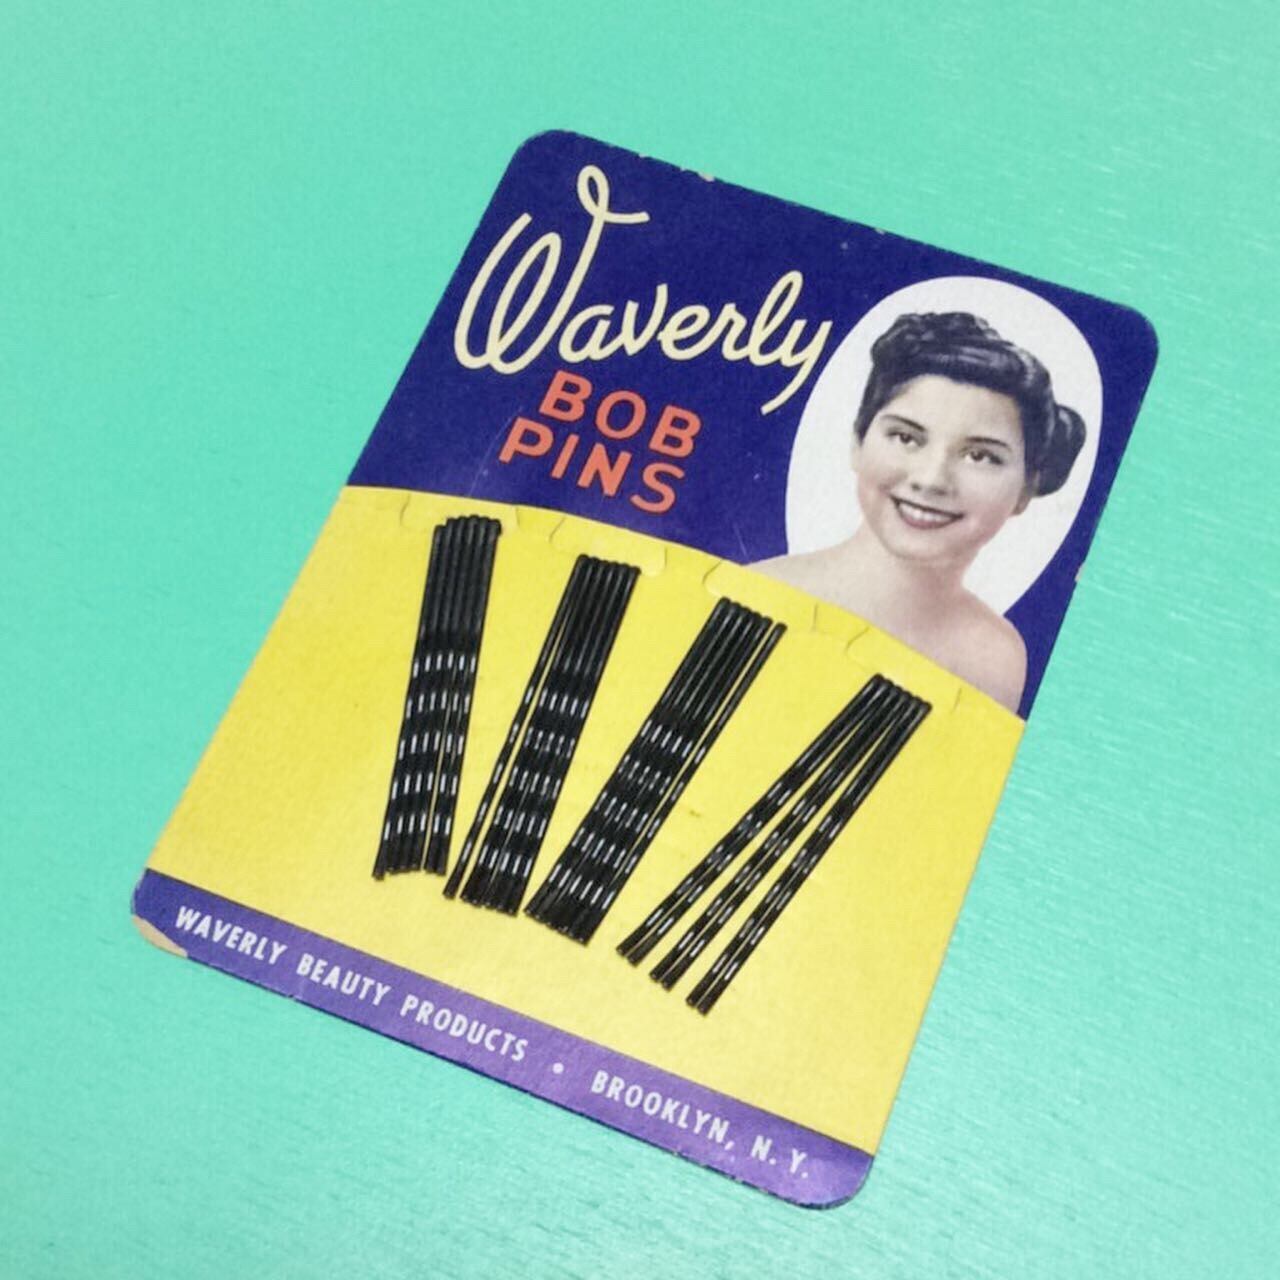 Waverly
BOB
PINS
WAVERLY BEAUTY PRODUCTS • BROOKLYN, N. Y.